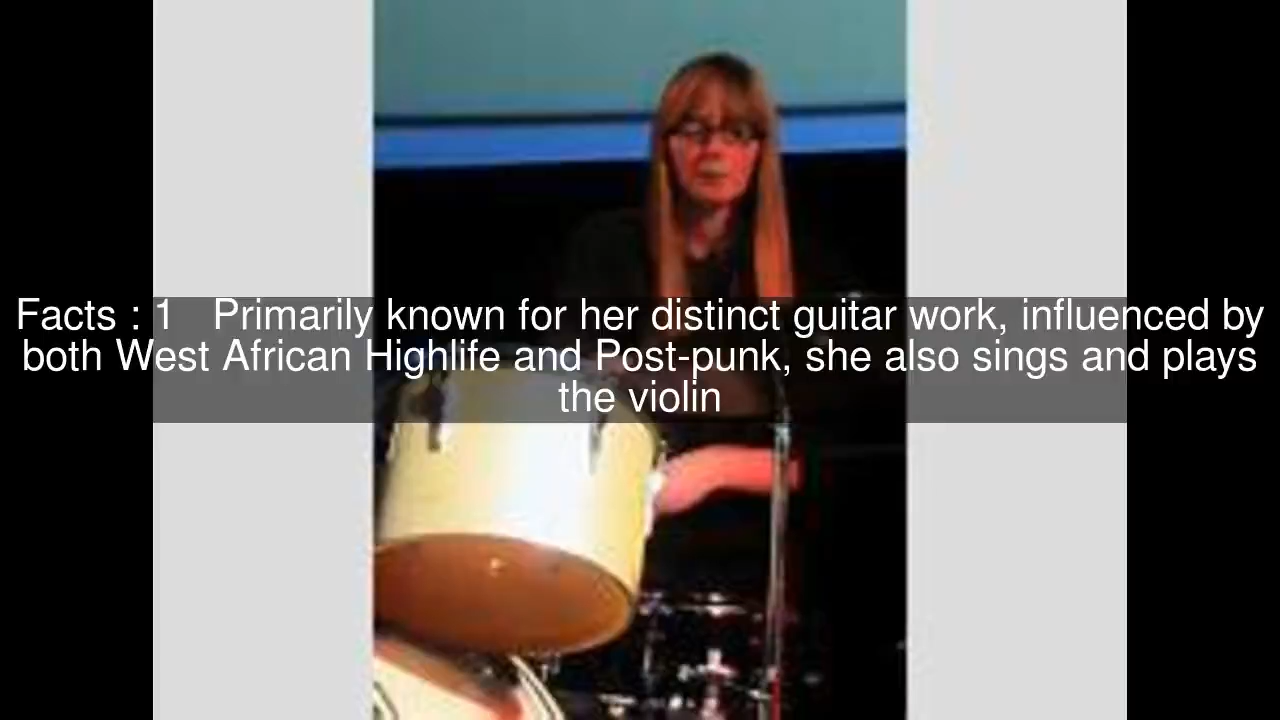 Facts : 1   Primarily known for her distinct guitar work, influenced by
both West African Highlife and Post-punk, she also sings and plays
the violin